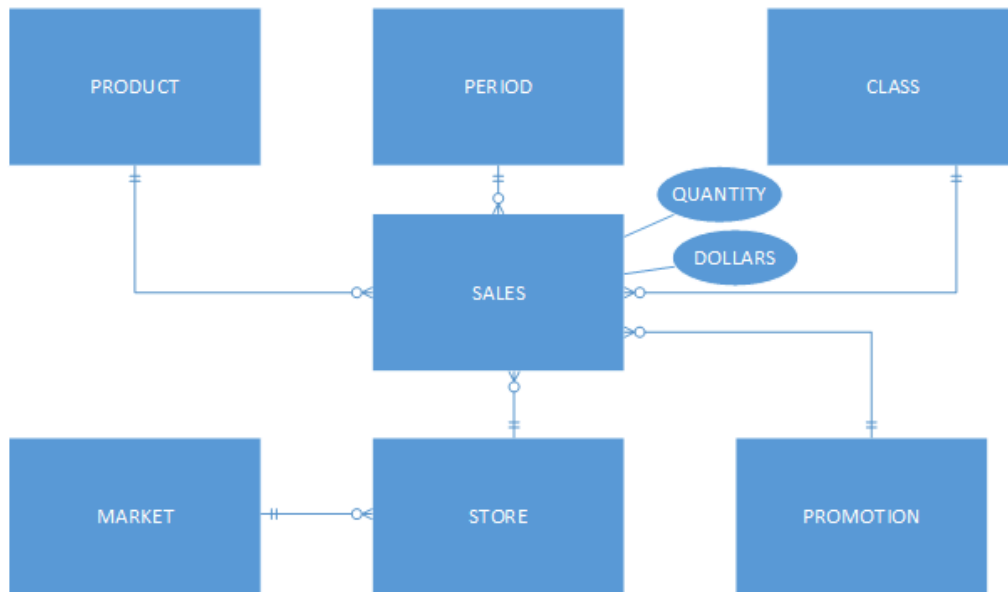 PRODUCT
PERIOD
CLASS
QUANTITY
DOLLARS
SALES
MARKET
STORE
PROMOTION